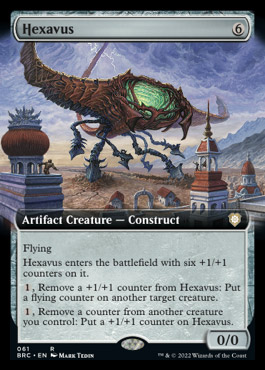 Hexavus
6
Artifact Creature — Construct
Flying
Hexavus enters the battlefield with six +1/+1
counters on it.
1, Remove a +1/+1 counter from Hexavus: Put
a flying counter on another target creature.
1, Remove a counter from another creature
you control: Put a +1/+1 counter on Hexavus.
0/0
061 R
BRC • EN Mark Tedin
™ & © 2022 Wizards of the Coast